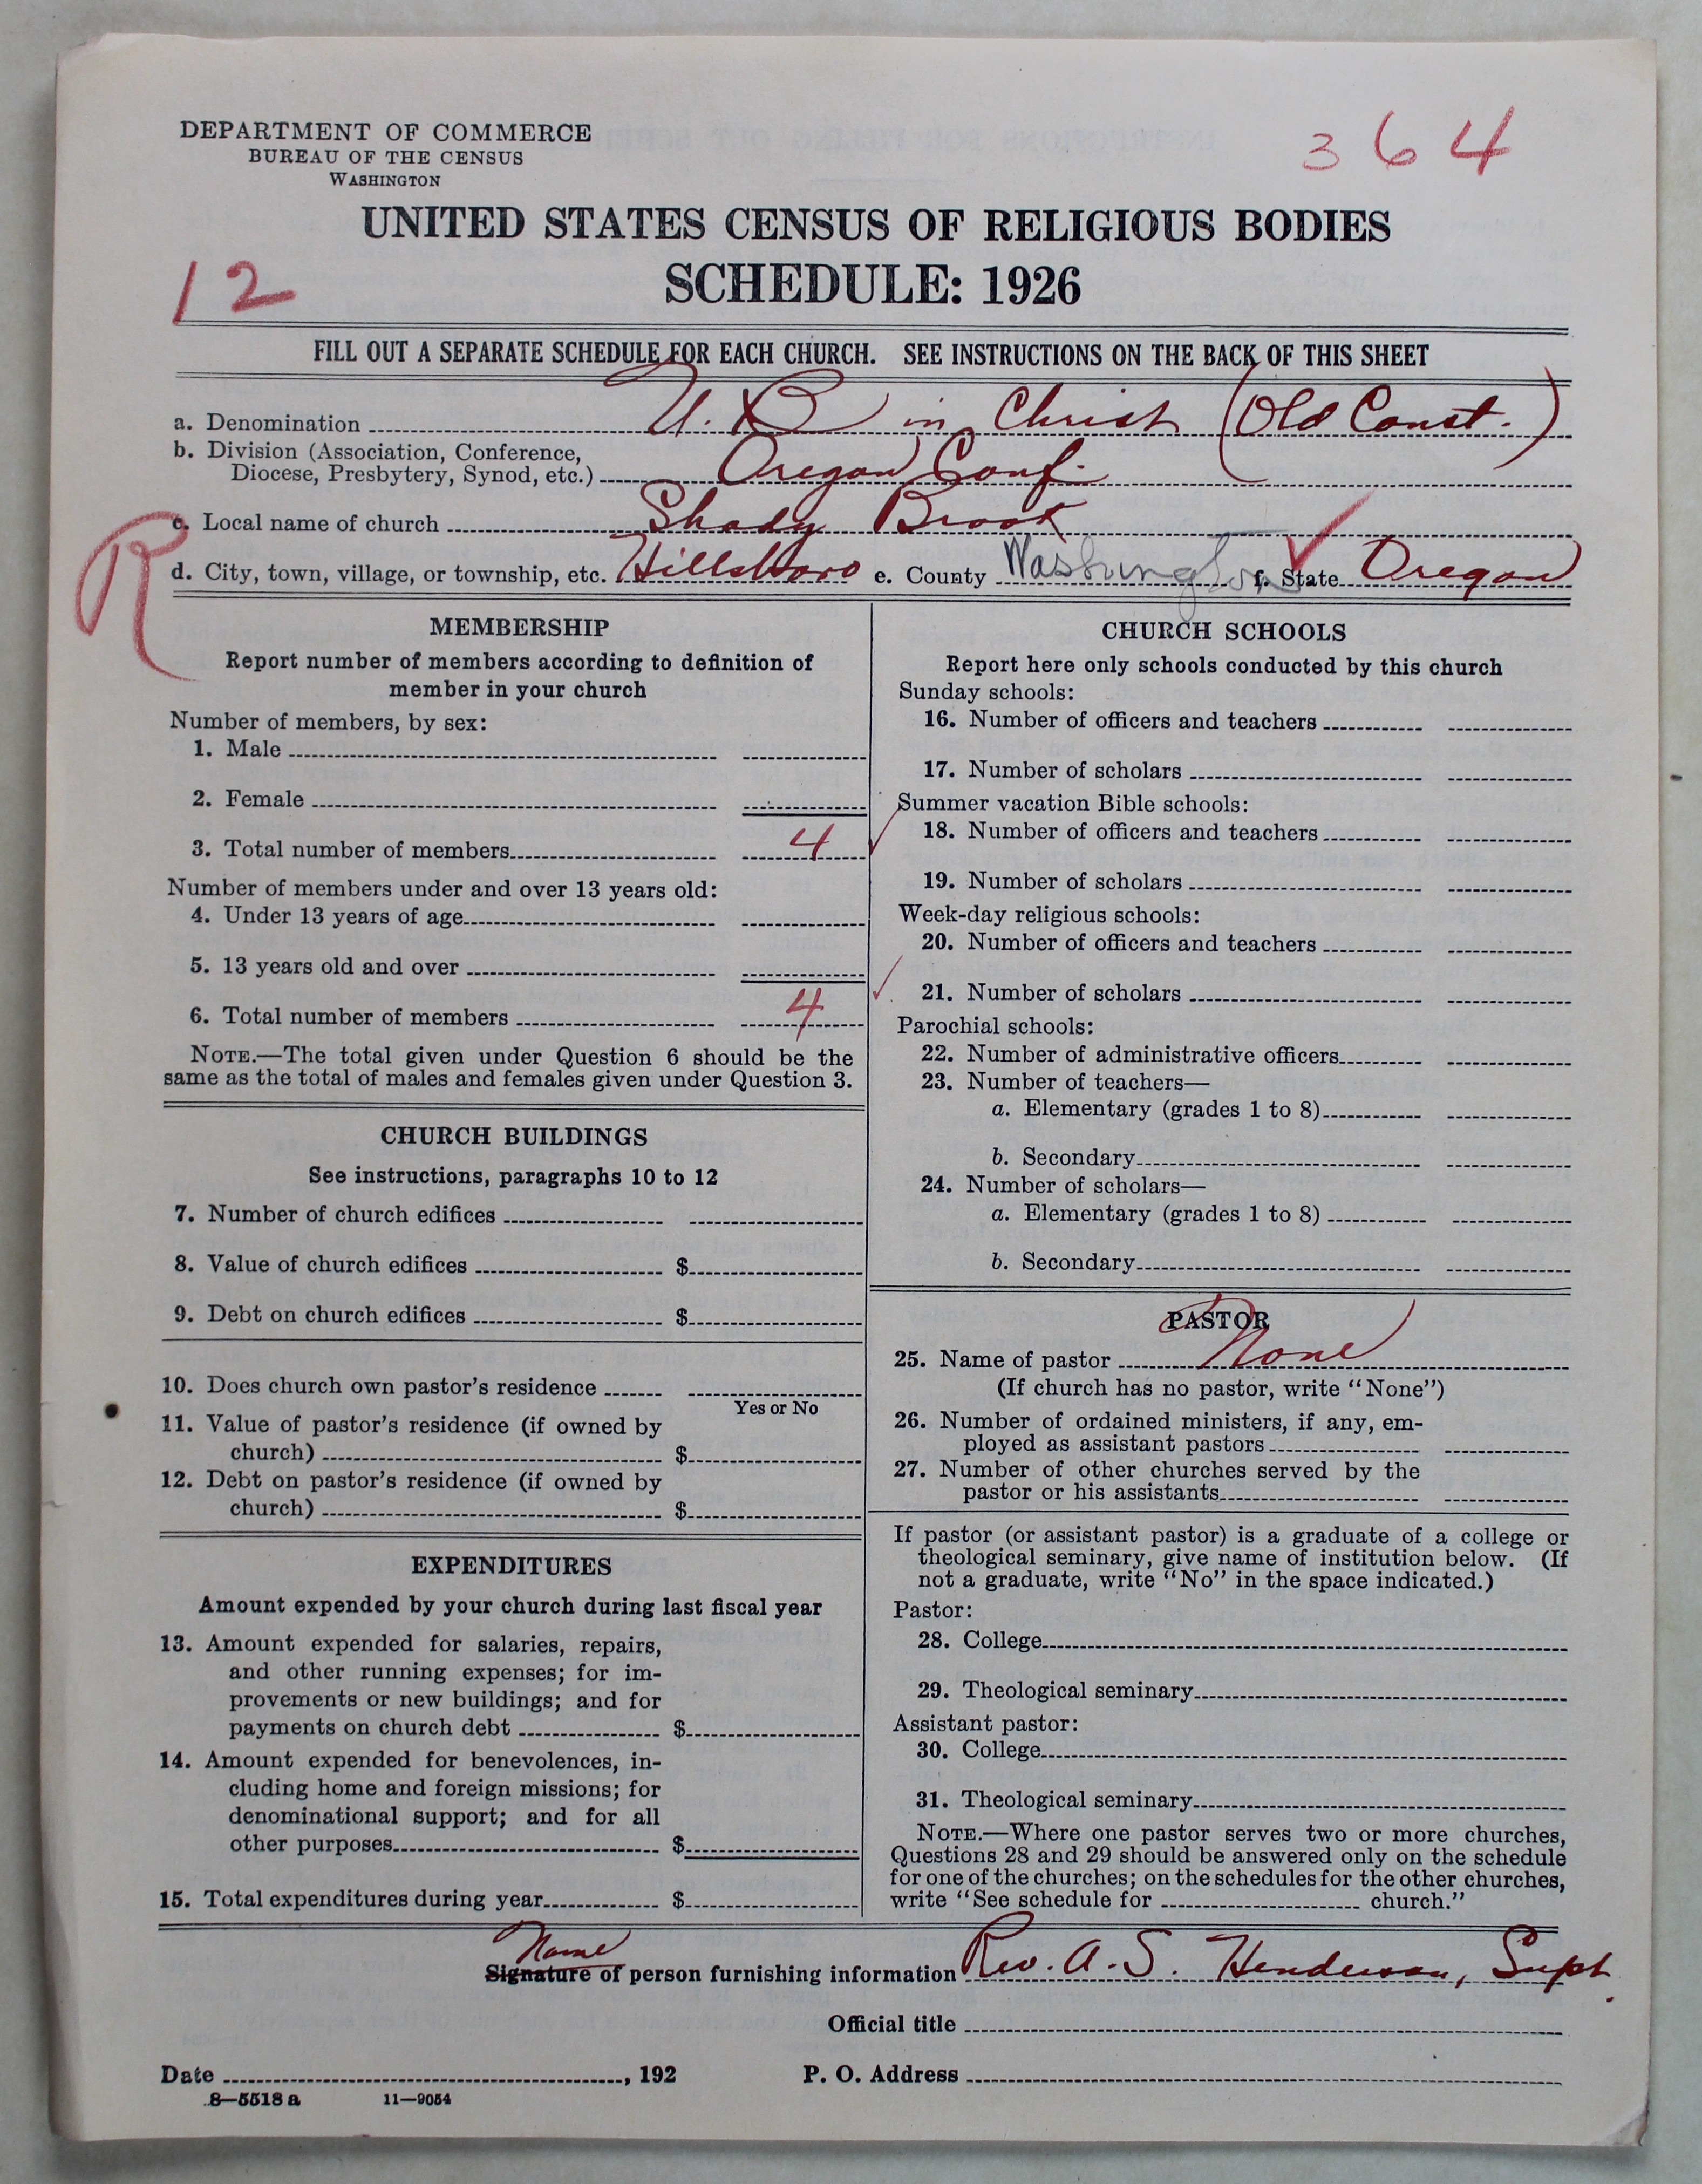 DEPARTMENT OF COMMERCE
BUREAU OF THE CENSUS
WASHINGTON
364
UNITED STATES CENSUS OF RELIGIOUS BODIES
SCHEDULE: 1926
12
FILL OUT A SEPARATE SCHEDULE FOR EACH CHURCH. SEE INSTRUCTIONS ON THE BACK OF THIS SHEET
a. Denomination U. B. in Christ (Old Const.)
b. Division (Association, Conference,
Diocese, Presbytery, Synod, etc.) Oregon Conf.
c. Local name of church Shady Brook
R
d. City, town, village, or township, etc. Hillsboro e. County Washington f. State Oregon
MEMBERSHIP
Report number of members according to definition of
member in your church
Number of members, by sex:
1. Male
2. Female
3. Total number of members 4
Number of members under and over 13 years old:
4. Under 13 years of age
5. 13 years old and over
6. Total number of members 4
NOTE.—The total given under Question 6 should be the
same as the total of males and females given under Question 3.
CHURCH BUILDINGS
See instructions, paragraphs 10 to 12
7. Number of church edifices
8. Value of church edifices $
9. Debt on church edifices $
10. Does church own pastor's residence
Yes or No
11. Value of pastor's residence (if owned by
church) $
12. Debt on pastor's residence (if owned by
church) $
EXPENDITURES
Amount expended by your church during last fiscal year
13. Amount expended for salaries, repairs,
and other running expenses; for im-
provements or new buildings; and for
payments on church debt $
14. Amount expended for benevolences, in-
cluding home and foreign missions; for
denominational support; and for all
other purposes $
15. Total expenditures during year $
CHURCH SCHOOLS
Report here only schools conducted by this church
Sunday schools:
16. Number of officers and teachers
17. Number of scholars
Summer vacation Bible schools:
18. Number of officers and teachers
19. Number of scholars
Week-day religious schools:
20. Number of officers and teachers
21. Number of scholars
Parochial schools:
22. Number of administrative officers
23. Number of teachers—
a. Elementary (grades 1 to 8)
b. Secondary
24. Number of scholars—
a. Elementary (grades 1 to 8)
b. Secondary
PASTOR
25. Name of pastor None
(If church has no pastor, write "None")
26. Number of ordained ministers, if any, em-
ployed as assistant pastors
27. Number of other churches served by the
pastor or his assistants
If pastor (or assistant pastor) is a graduate of a college or
theological seminary, give name of institution below. (If
not a graduate, write "No" in the space indicated.)
Pastor:
28. College
29. Theological seminary
Assistant pastor:
30. College
31. Theological seminary
NOTE.—Where one pastor serves two or more churches,
Questions 28 and 29 should be answered only on the schedule
for one of the churches; on the schedules for the other churches,
write "See schedule for church."
Name
Signature of person furnishing information Rev. A. S. Henderson, Supt.
Official title
Date , 192 P. O. Address
8—5518 a 11—9054